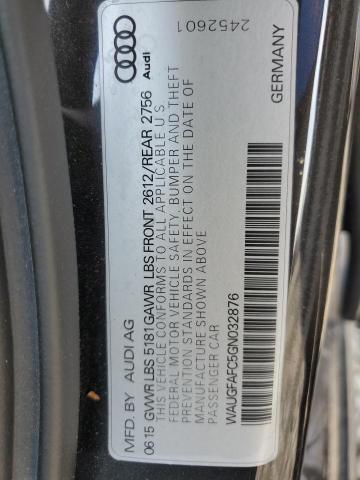 MFD. BY AUDI AG
Audi
06 15 GVWR LBS 5181 GAWR LBS FRONT 2612/REAR 2756
THIS VEHICLE CONFORMS TO ALL APPLICABLE U S
FEDERAL MOTOR VEHICLE SAFETY, BUMPER AND THEFT
PREVENTION STANDARDS IN EFFECT ON THE DATE OF
MANUFACTURE SHOWN ABOVE
PASSENGER CAR
WAUGFAFC5GN032876
GERMANY
2452601